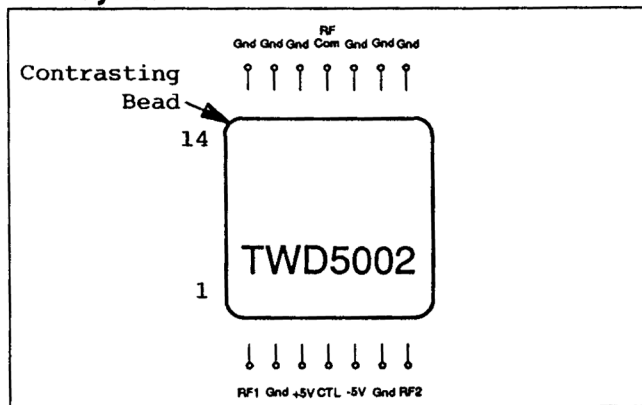 RF
Gnd Gnd Gnd Com Gnd Gnd Gnd
Contrasting
Bead
14
TWD5002
1
RF1 Gnd +5V CTL -5V Gnd RF2